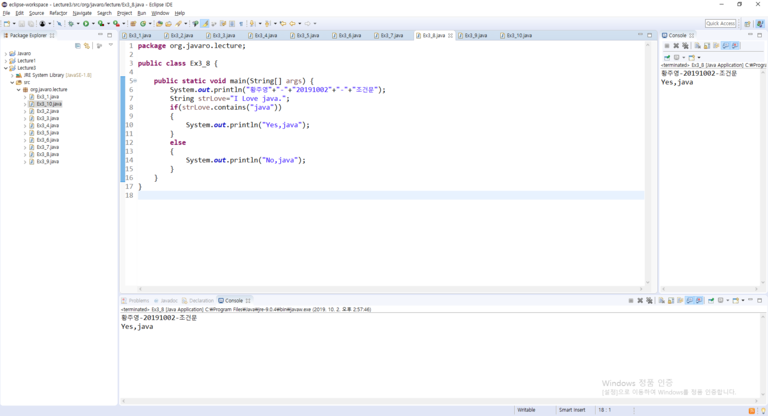 eclipse-workspace - Lecture3/src/org/javaro/lecture/Ex3_8.java - Eclipse IDE
File Edit Source Refactor Navigate Search Project Run Window Help
Quick Access
Package Explorer
Javaro
Lecture1
Lecture3
JRE System Library [JavaSE-1.8]
src
org.javaro.lecture
Ex3_1.java
Ex3_10.java
Ex3_2.java
Ex3_3.java
Ex3_4.java
Ex3_5.java
Ex3_6.java
Ex3_7.java
Ex3_8.java
Ex3_9.java
Ex3_1.java Ex3_2.java Ex3_3.java Ex3_4.java Ex3_5.java Ex3_6.java Ex3_7.java Ex3_8.java Ex3_9.java Ex3_10.java
1 package org.javaro.lecture;
2
3 public class Ex3_8 {
4
5 public static void main(String[] args) {
6 System.out.println("황주영"+"-"+"20191002"+"-"+"조건문");
7 String strLove="I Love java.";
8 if(strLove.contains("java"))
9 {
10 System.out.println("Yes,java");
11 }
12 else
13 {
14 System.out.println("No,java");
15 }
16 }
17 }
18
Console
<terminated> Ex3_8 [Java Application] C:₩Program
황주영-20191002-조건문
Yes,java
Problems Javadoc Declaration Console
<terminated> Ex3_8 [Java Application] C:₩Program Files₩Java₩jre-8.0.4₩bin₩javaw.exe (2019. 10. 2. 오후 2:57:46)
황주영-20191002-조건문
Yes,java
Windows 정품 인증
[설정]으로 이동하여 Windows를 정품 인증합니다.
Writable Smart Insert 18 : 1